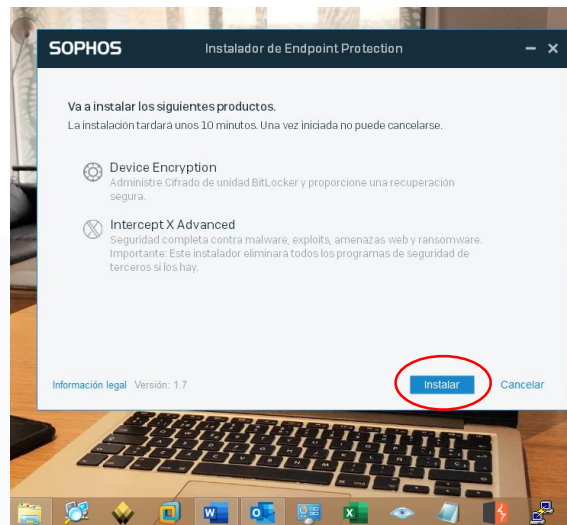 SOPHOS
Instalador de Endpoint Protection
Va a instalar los siguientes productos.
La instalación tardará unos 10 minutos. Una vez iniciada no puede cancelarse.
Device Encryption
Administre Cifrado de unidad BitLocker y proporcione una recuperación
segura.
Intercept X Advanced
Seguridad completa contra malware, exploits, amenazas web y ransomware.
Importante: Este instalador eliminará todos los programas de seguridad de
terceros si los hay.
Información legal Versión: 1.7
Instalar
Cancelar